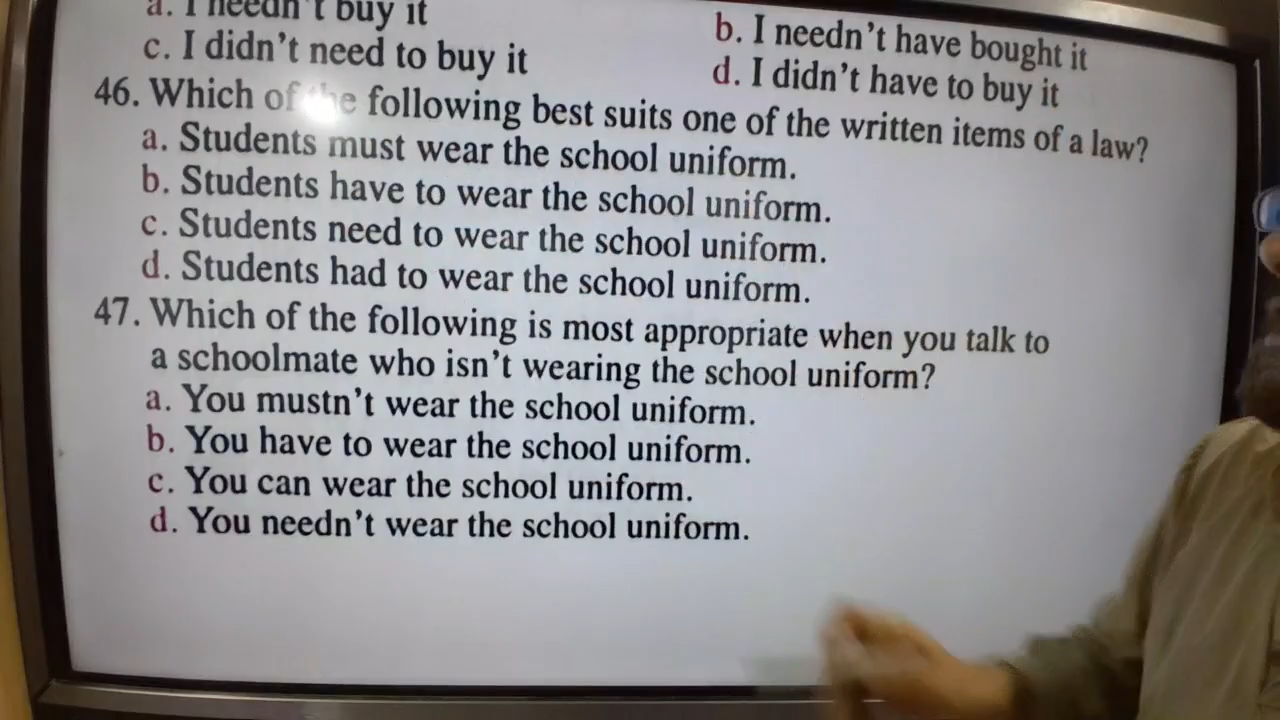 a. I needn't buy it
b. I needn't have bought it
c. I didn't need to buy it
d. I didn't have to buy it
46. Which of the following best suits one of the written items of a law?
a. Students must wear the school uniform.
b. Students have to wear the school uniform.
c. Students need to wear the school uniform.
d. Students had to wear the school uniform.
47. Which of the following is most appropriate when you talk to
a schoolmate who isn't wearing the school uniform?
a. You mustn't wear the school uniform.
b. You have to wear the school uniform.
c. You can wear the school uniform.
d. You needn't wear the school uniform.